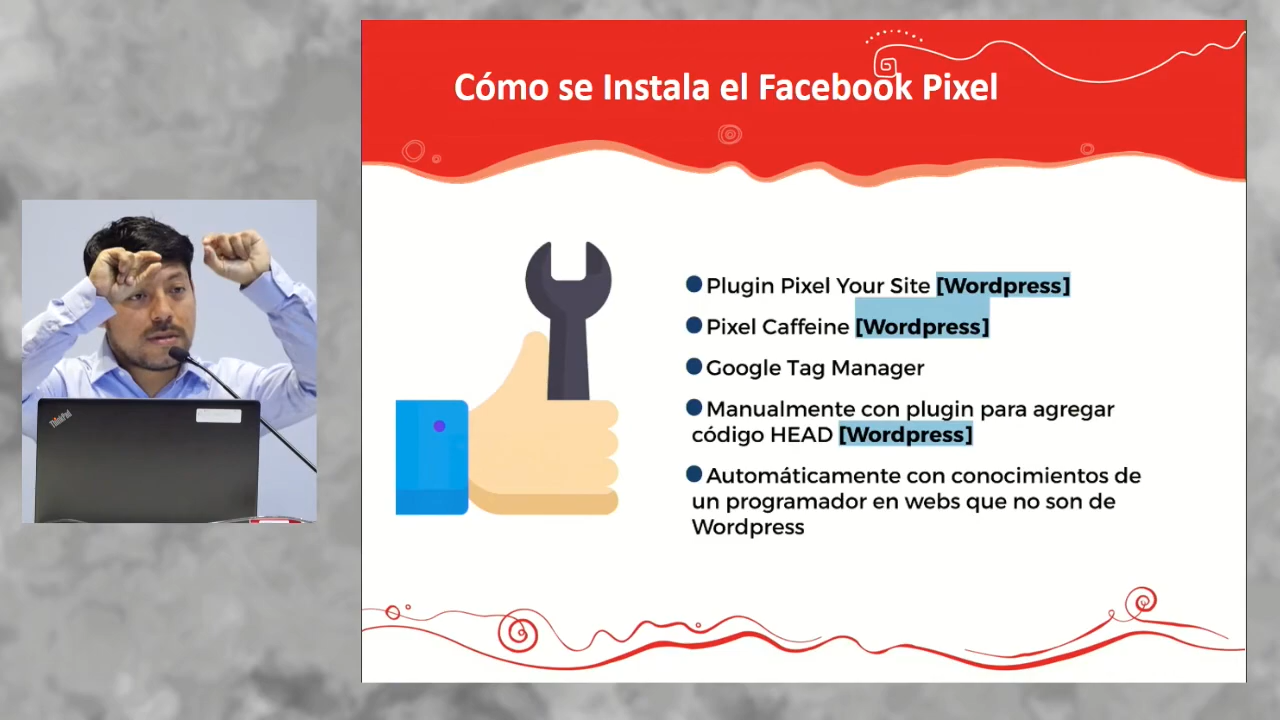 Cómo se Instala el Facebook Pixel
Plugin Pixel Your Site [Wordpress]
Pixel Caffeine [Wordpress]
Google Tag Manager
Manualmente con plugin para agregar
código HEAD [Wordpress]
Automáticamente con conocimientos de
un programador en webs que no son de
Wordpress
ThinkPad